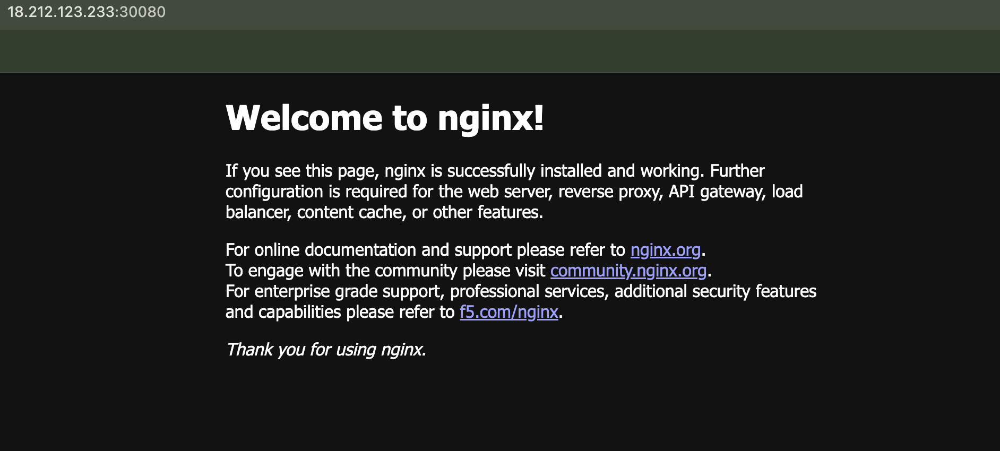 18.212.123.233:30080
Welcome to nginx!
If you see this page, nginx is successfully installed and working. Further
configuration is required for the web server, reverse proxy, API gateway, load
balancer, content cache, or other features.
For online documentation and support please refer to nginx.org.
To engage with the community please visit community.nginx.org.
For enterprise grade support, professional services, additional security features
and capabilities please refer to f5.com/nginx.
Thank you for using nginx.